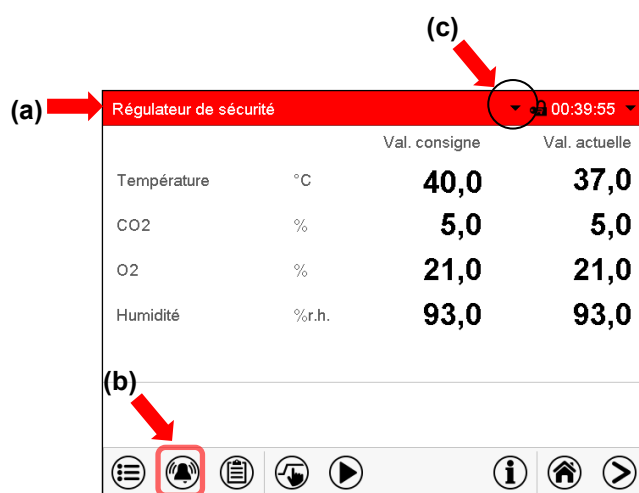 (c)
(a)
Régulateur de sécurité 00:39:55
Val. consigne Val. actuelle
Température °C 40,0 37,0
CO2 % 5,0 5,0
O2 % 21,0 21,0
Humidité %r.h. 93,0 93,0
(b)